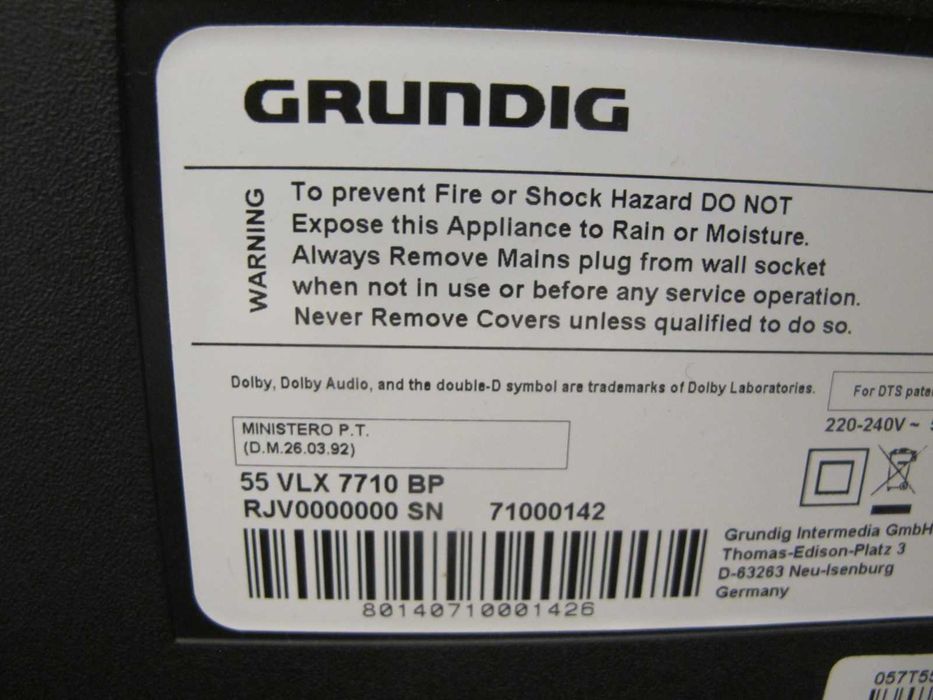 GRUNDIG
WARNING
To prevent Fire or Shock Hazard DO NOT
Expose this Appliance to Rain or Moisture.
Always Remove Mains plug from wall socket
when not in use or before any service operation.
Never Remove Covers unless qualified to do so.
Dolby, Dolby Audio, and the double-D symbol are trademarks of Dolby Laboratories.
For DTS
220-240V ~
MINISTERO P.T.
(D.M.26.03.92)
55 VLX 7710 BP
RJV0000000 SN 71000142
80140710001426
Grundig Intermedia GmbH
Thomas-Edison-Platz 3
D-63263 Neu-Isenburg
Germany